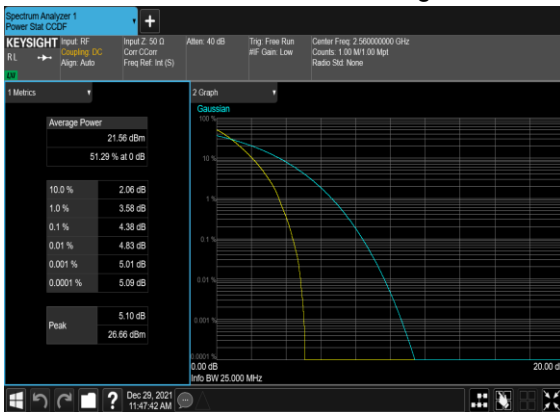 Spectrum Analyzer 1
Power Stat CCDF
KEYSIGHT
RL
Input: RF
Coupling: DC
Align: Auto
Input Z: 50 Ω
Corr CCorr
Freq Ref: Int (S)
Atten: 40 dB
Trig: Free Run
#IF Gain: Low
Center Freq: 2.560000000 GHz
Counts: 1.00 M/1.00 Mpt
Radio Std: None
1 Metrics
Average Power
21.56 dBm
51.29 % at 0 dB
10.0 % 2.06 dB
1.0 % 3.58 dB
0.1 % 4.38 dB
0.01 % 4.83 dB
0.001 % 5.01 dB
0.0001 % 5.09 dB
Peak
5.10 dB
26.66 dBm
2 Graph
Gaussian
100 %
10 %
1 %
0.1 %
0.01 %
0.001 %
0.0001 %
0.00 dB
20.00 d
Info BW 25.000 MHz
?
Dec 29, 2021
11:47:42 AM